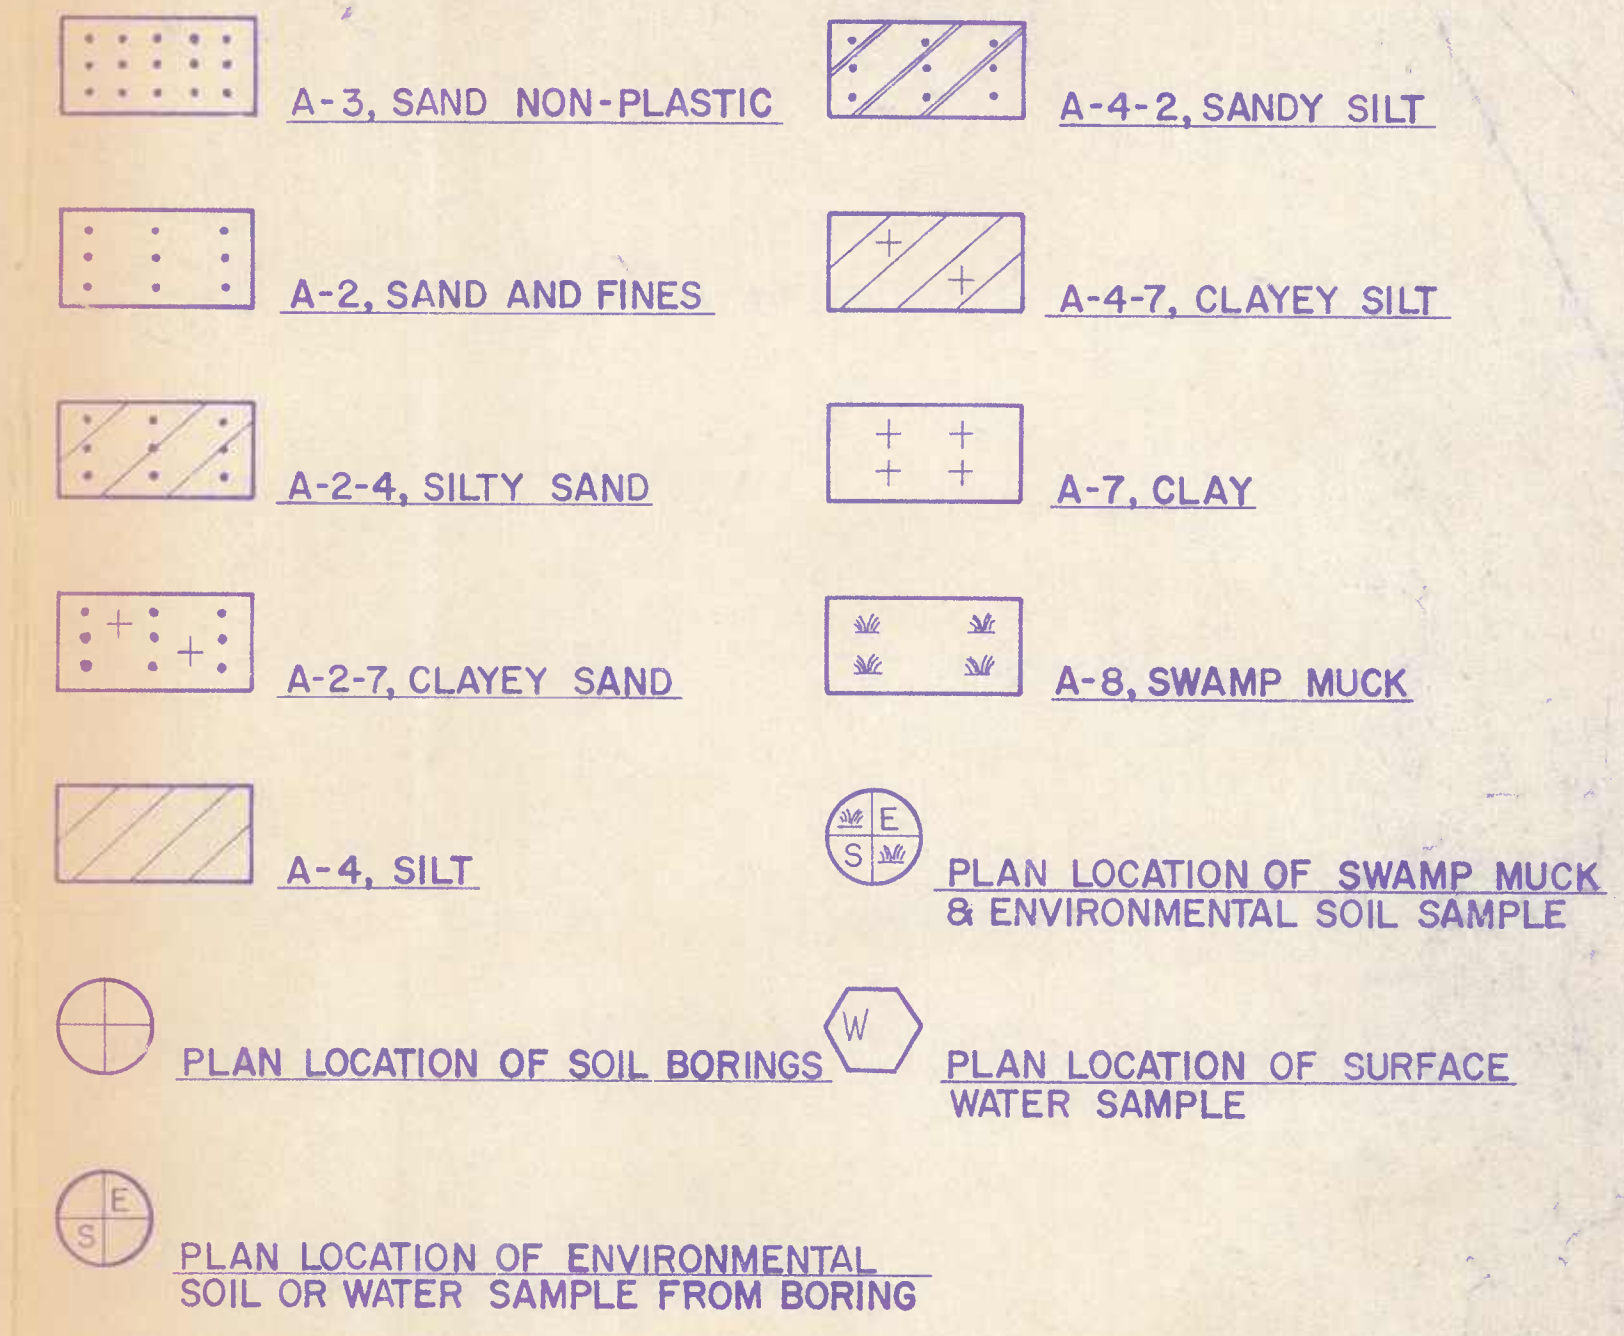 A-3, SAND NON-PLASTIC
A-2, SAND AND FINES
A-2-4, SILTY SAND
A-2-7, CLAYEY SAND
A-4, SILT
PLAN LOCATION OF SOIL BORINGS
E
S
PLAN LOCATION OF ENVIRONMENTAL
SOIL OR WATER SAMPLE FROM BORING
A-4-2, SANDY SILT
A-4-7, CLAYEY SILT
A-7, CLAY
A-8, SWAMP MUCK
E
S
PLAN LOCATION OF SWAMP MUCK
& ENVIRONMENTAL SOIL SAMPLE
W
PLAN LOCATION OF SURFACE
WATER SAMPLE